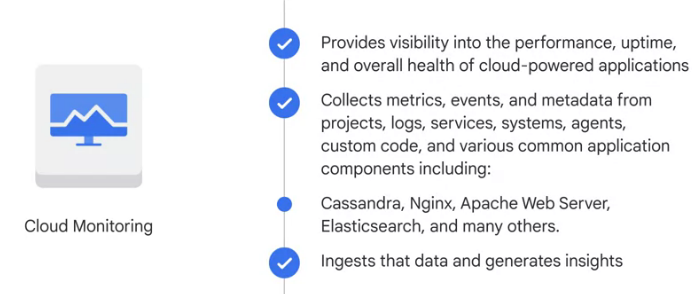 Provides visibility into the performance, uptime,
and overall health of cloud-powered applications
Collects metrics, events, and metadata from
projects, logs, services, systems, agents,
custom code, and various common application
components including:
Cassandra, Nginx, Apache Web Server,
Elasticsearch, and many others.
Ingests that data and generates insights
Cloud Monitoring